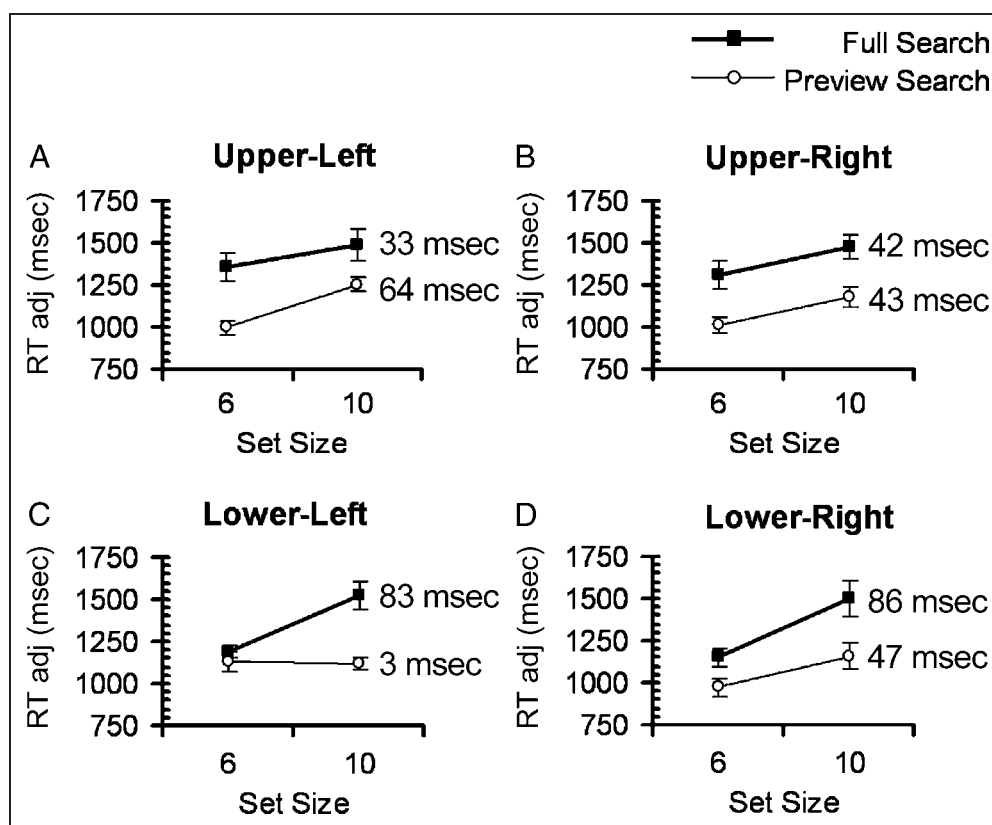 Full Search
Preview Search
A Upper-Left
RT adj (msec)
1750
1500
1250
1000
750
33 msec
64 msec
6 10
Set Size
B Upper-Right
RT adj (msec)
1750
1500
1250
1000
750
42 msec
43 msec
6 10
Set Size
C Lower-Left
RT adj (msec)
1750
1500
1250
1000
750
83 msec
3 msec
6 10
Set Size
D Lower-Right
RT adj (msec)
1750
1500
1250
1000
750
86 msec
47 msec
6 10
Set Size